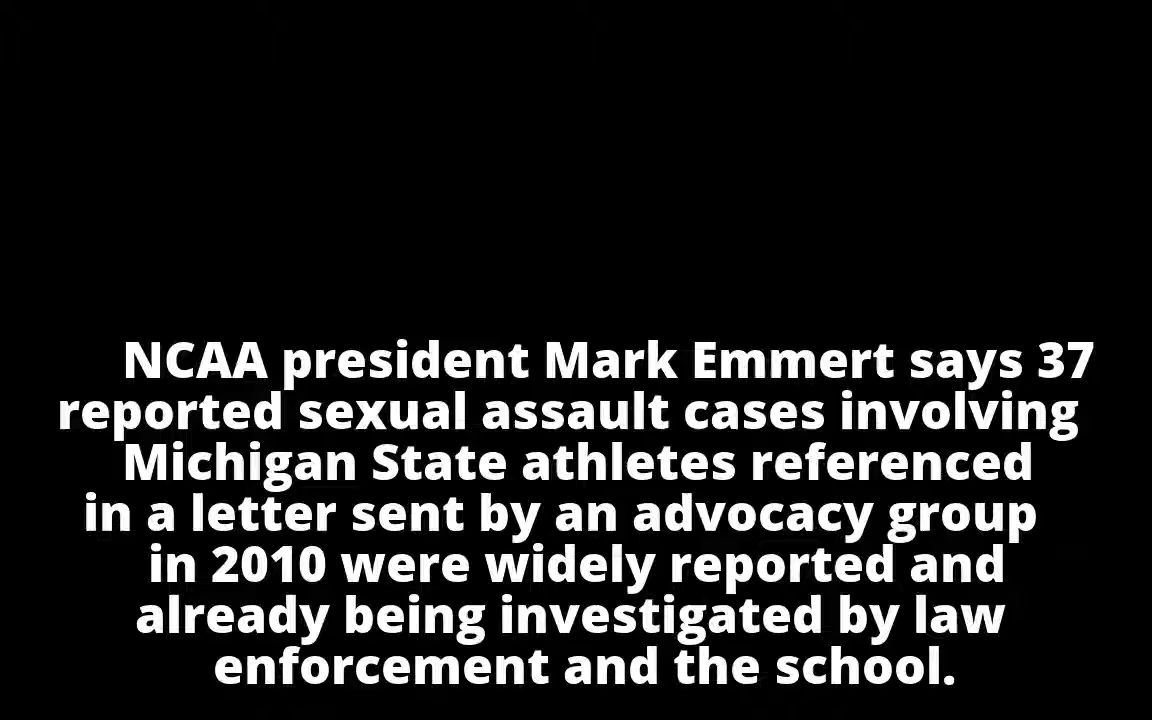 NCAA president Mark Emmert says 37
reported sexual assault cases involving
Michigan State athletes referenced
in a letter sent by an advocacy group
in 2010 were widely reported and
already being investigated by law
enforcement and the school.